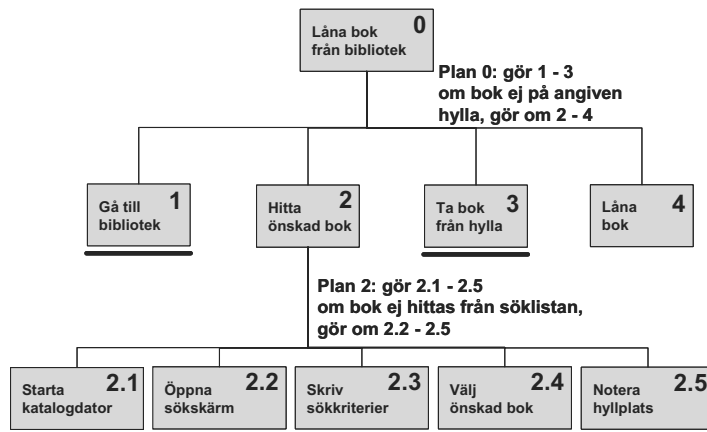 Låna bok 0
från bibliotek
Plan 0: gör 1 - 3
om bok ej på angiven
hylla, gör om 2 - 4
Gå till 1
bibliotek
Hitta 2
önskad bok
Ta bok 3
från hylla
Låna 4
bok
Plan 2: gör 2.1 - 2.5
om bok ej hittas från söklistan,
gör om 2.2 - 2.5
Starta 2.1
katalogdator
Öppna 2.2
sökskärm
Skriv 2.3
sökkriterier
Välj 2.4
önskad bok
Notera 2.5
hyllplats